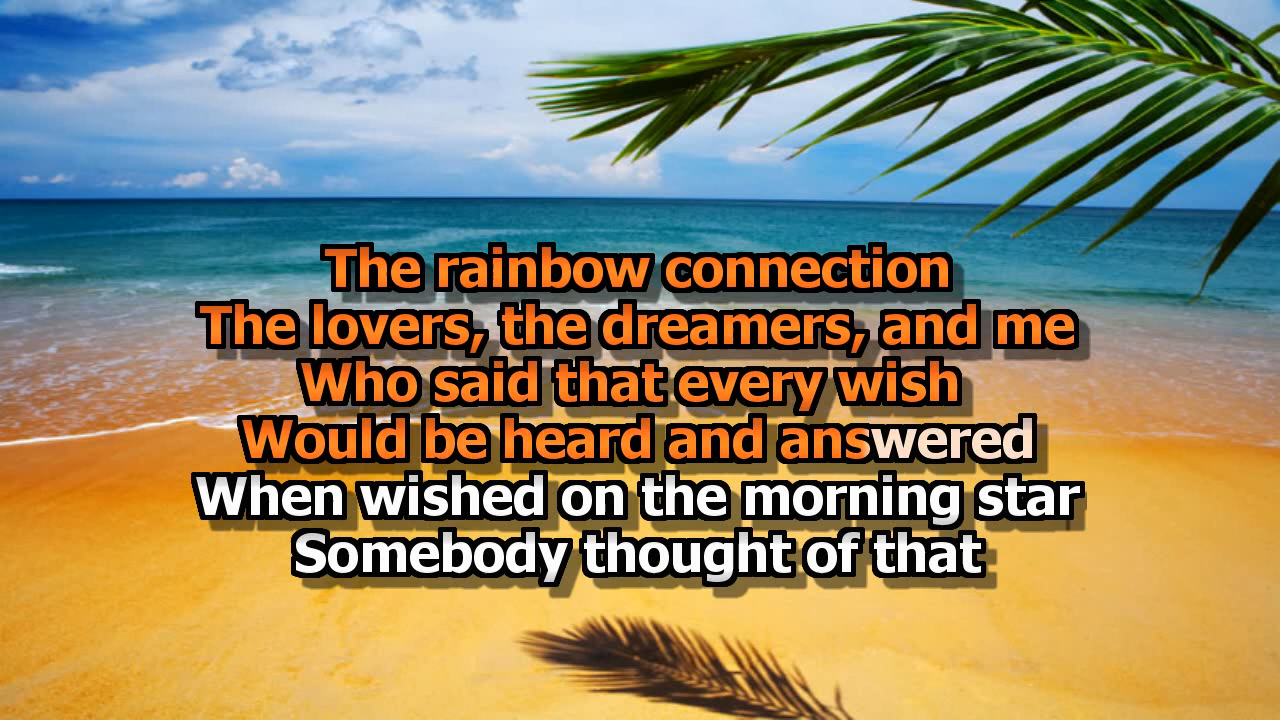 The rainbow connection
The lovers, the dreamers, and me
Who said that every wish
Would be heard and answered
When wished on the morning star
Somebody thought of that